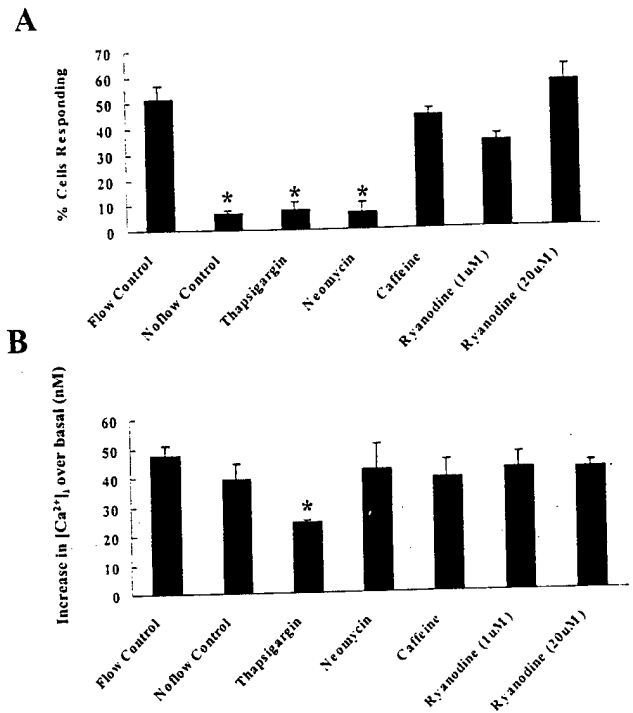 A
% Cells Responding
70
60
50
40
30
20
10
0
*
*
*
Flow Control
Noflow Control
Thapsigargin
Neomycin
Caffeine
Ryanodine (1uM)
Ryanodine (20uM)
B
Increase in [Ca²⁺]ᵢ over basal (nM)
60
50
40
30
20
10
0
*
Flow Control
Noflow Control
Thapsigargin
Neomycin
Caffeine
Ryanodine (1uM)
Ryanodine (20uM)